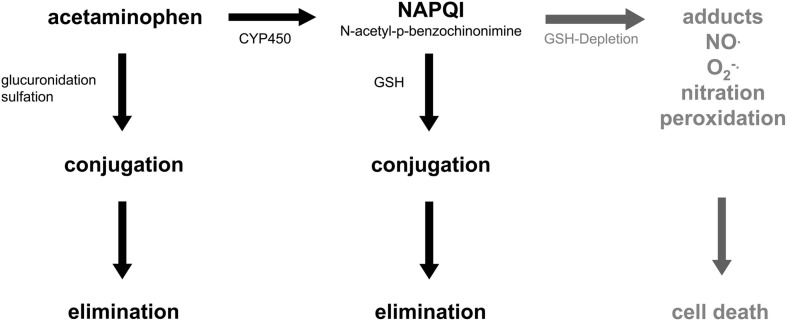 acetaminophen
CYP450
NAPQI
N-acetyl-p-benzochinonimine
GSH-Depletion
adducts
NO·
O₂⁻·
nitration
peroxidation
glucuronidation
sulfation
GSH
conjugation
conjugation
elimination
elimination
cell death